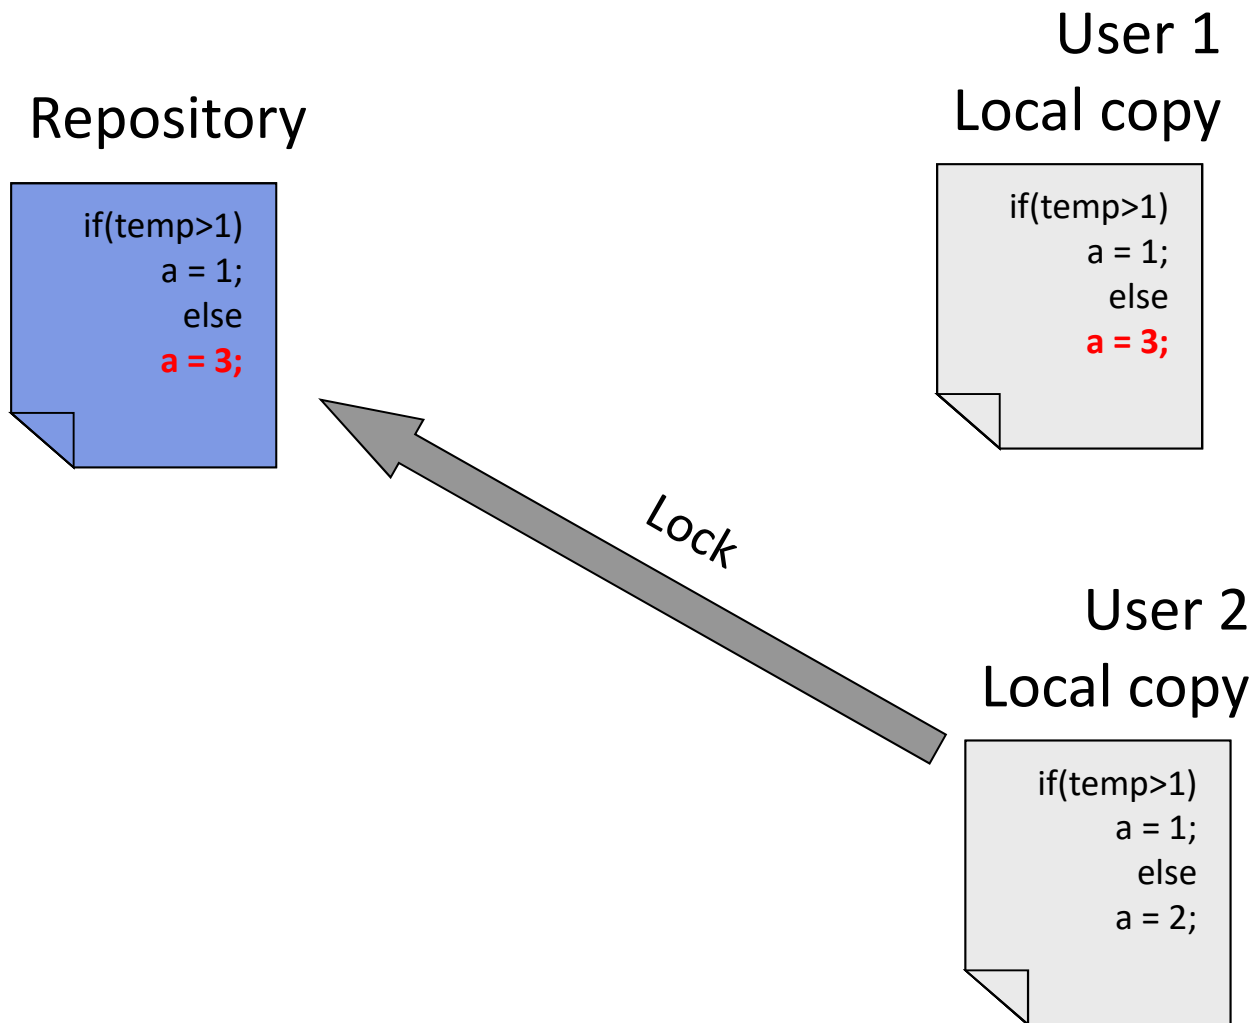 Repository
if(temp>1)
a = 1;
else
a = 3;
User 1
Local copy
if(temp>1)
a = 1;
else
a = 3;
Lock
User 2
Local copy
if(temp>1)
a = 1;
else
a = 2;